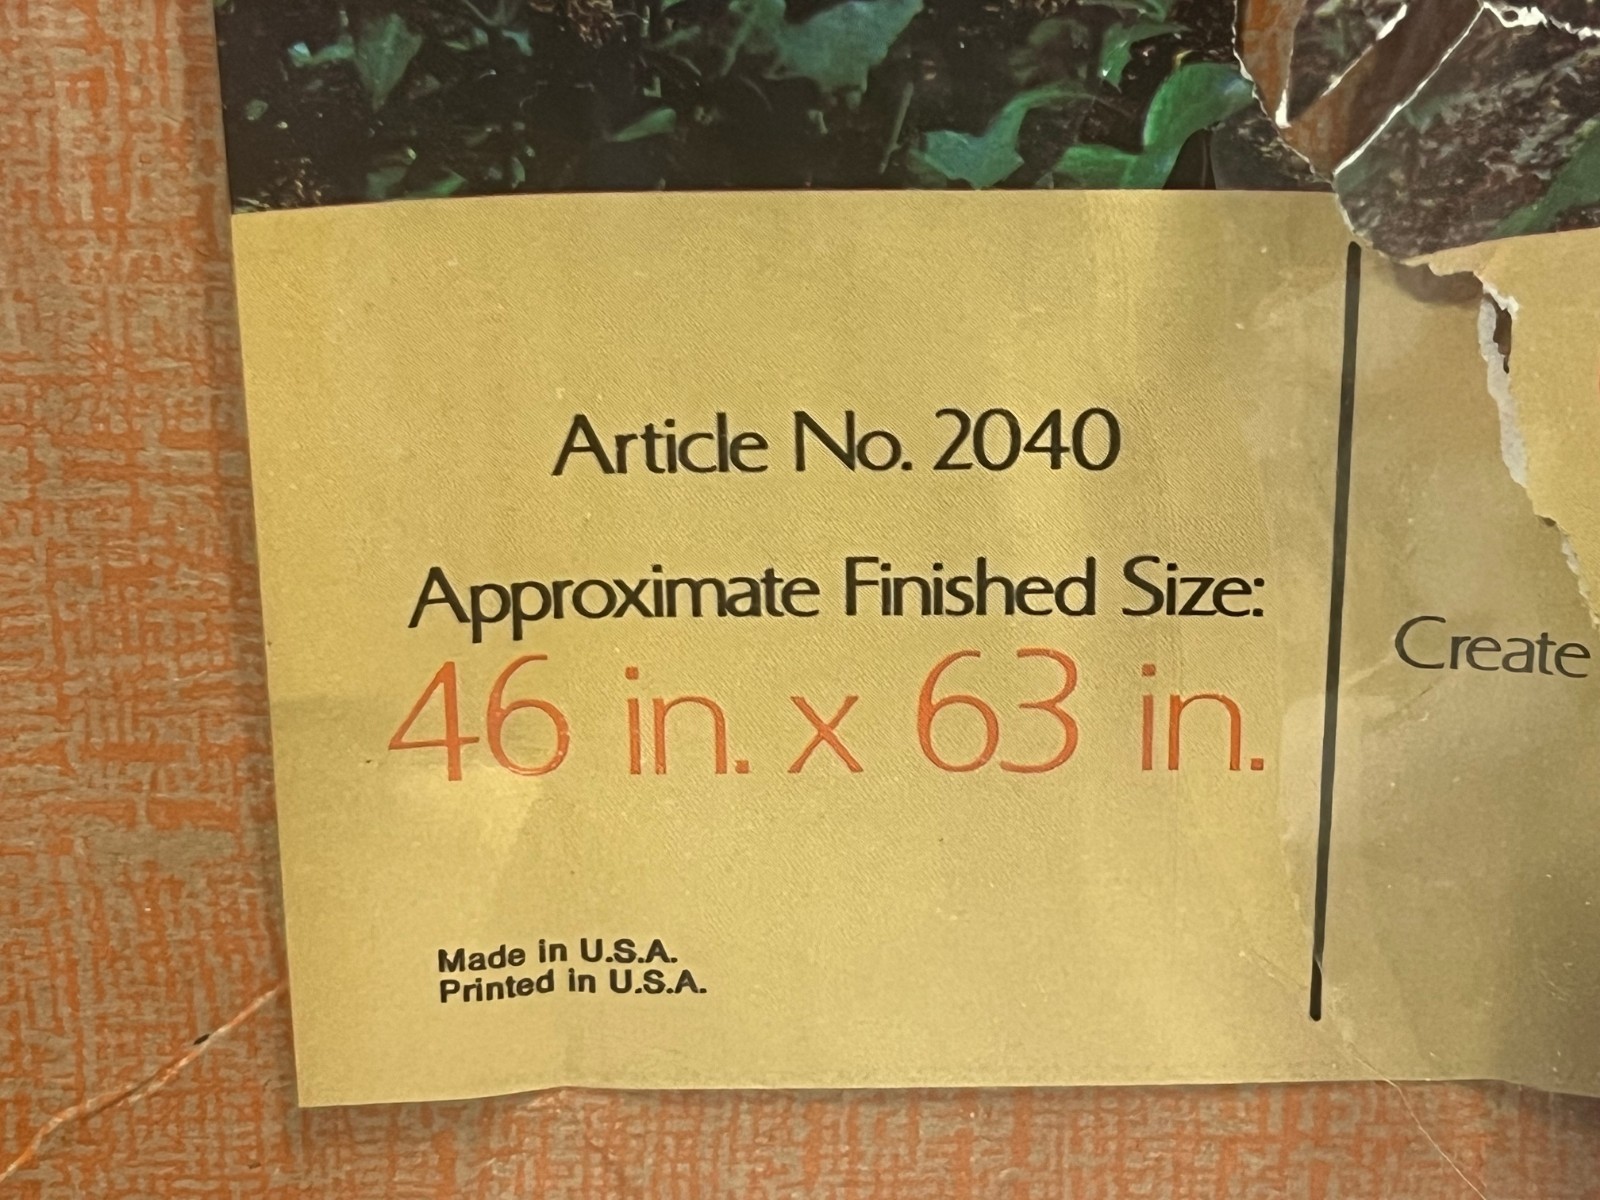 Article No. 2040
Approximate Finished Size:
46 in. x 63 in.
Made in U.S.A.
Printed in U.S.A.
Create